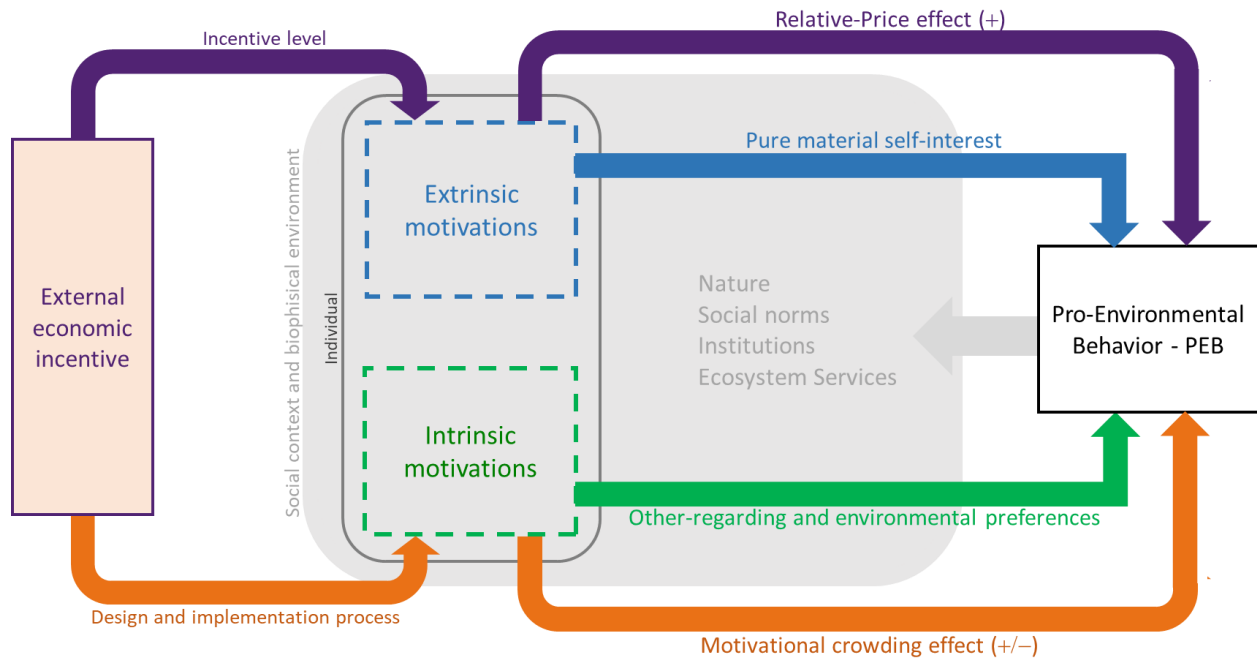 Relative-Price effect (+)
Incentive level
Pure material self-interest
Extrinsic
motivations
Social context and biophisical environment
Individual
External
economic
incentive
Nature
Social norms
Institutions
Ecosystem Services
Pro-Environmental
Behavior - PEB
Intrinsic
motivations
Other-regarding and environmental preferences
Design and implementation process
Motivational crowding effect (+/−)